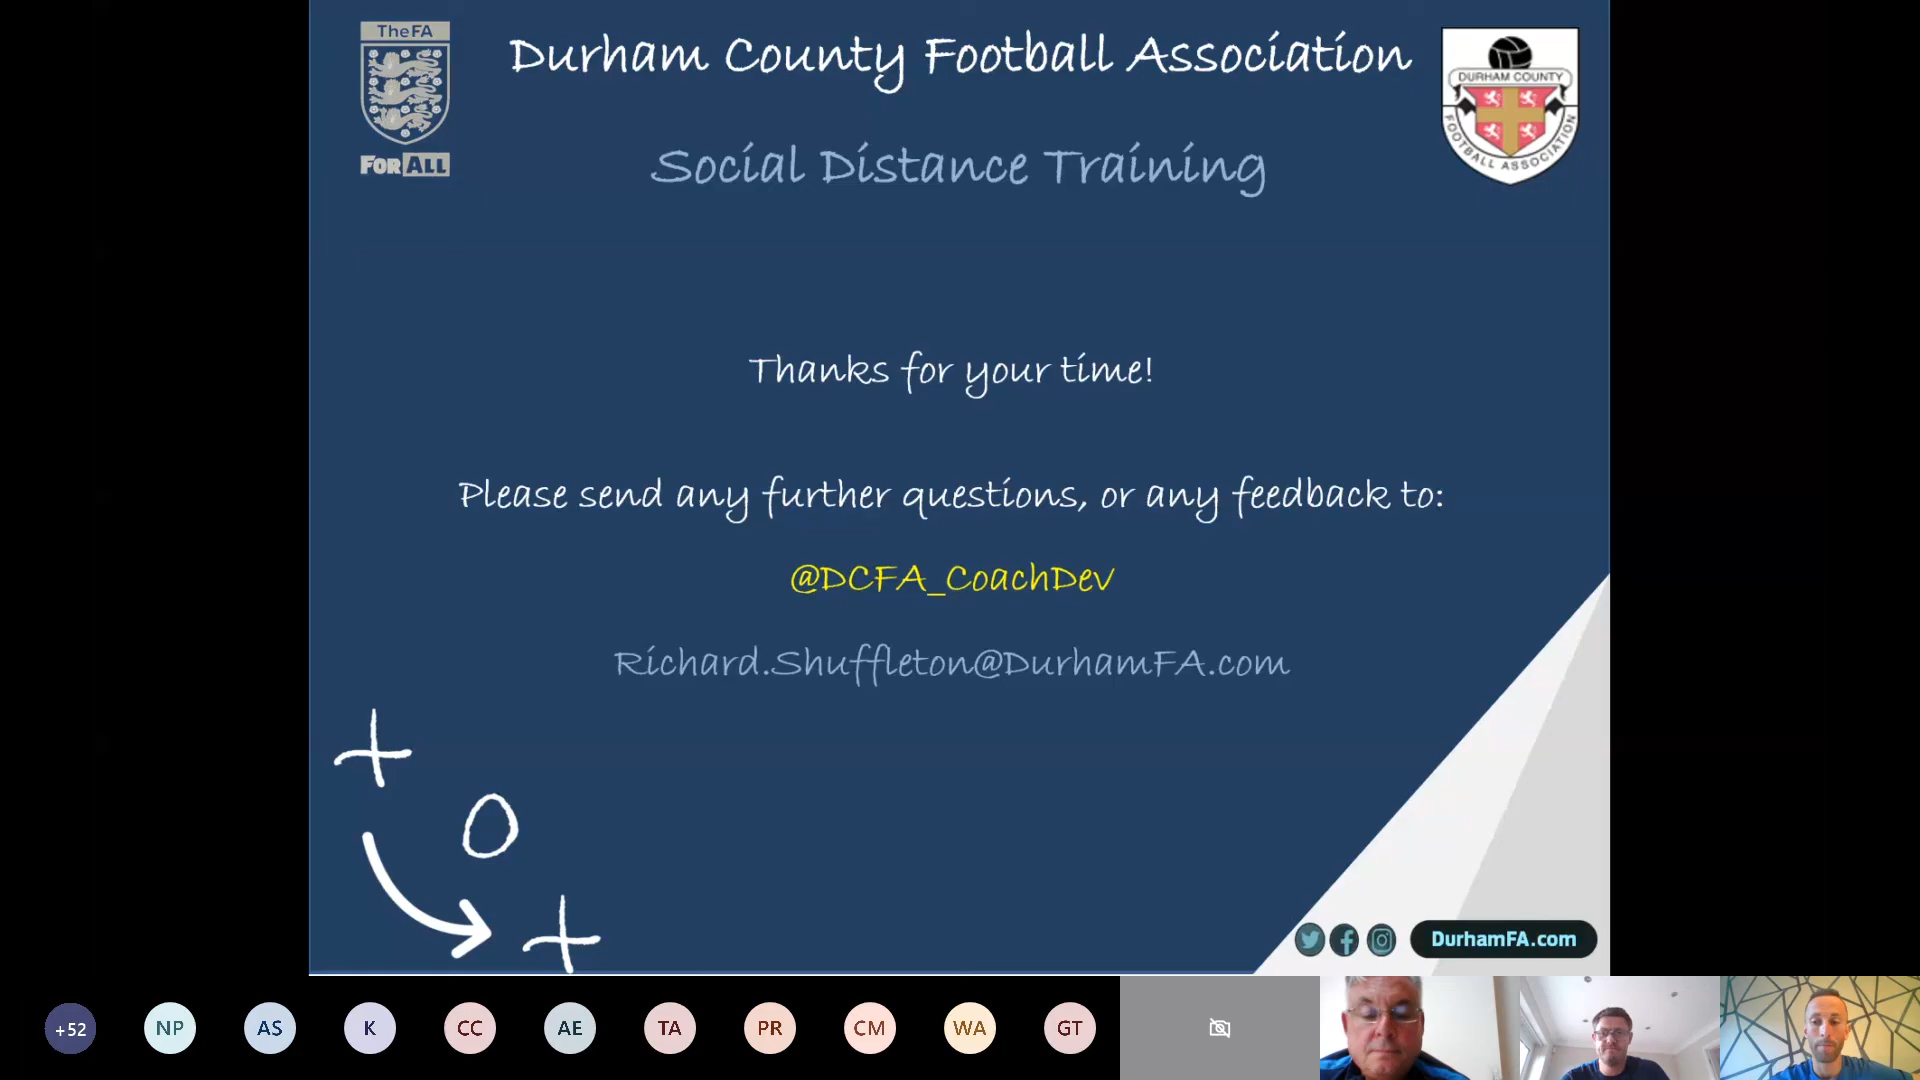 TheFA
FOR ALL
Durham County Football Association
DURHAM COUNTY
FOOTBALL ASSOCIATION
Social Distance Training
Thanks for your time!
Please send any further questions, or any feedback to:
@DCFA_CoachDev
Richard.Shuffleton@DurhamFA.com
DurhamFA.com
+52
NP
AS
K
CC
AE
TA
PR
CM
WA
GT